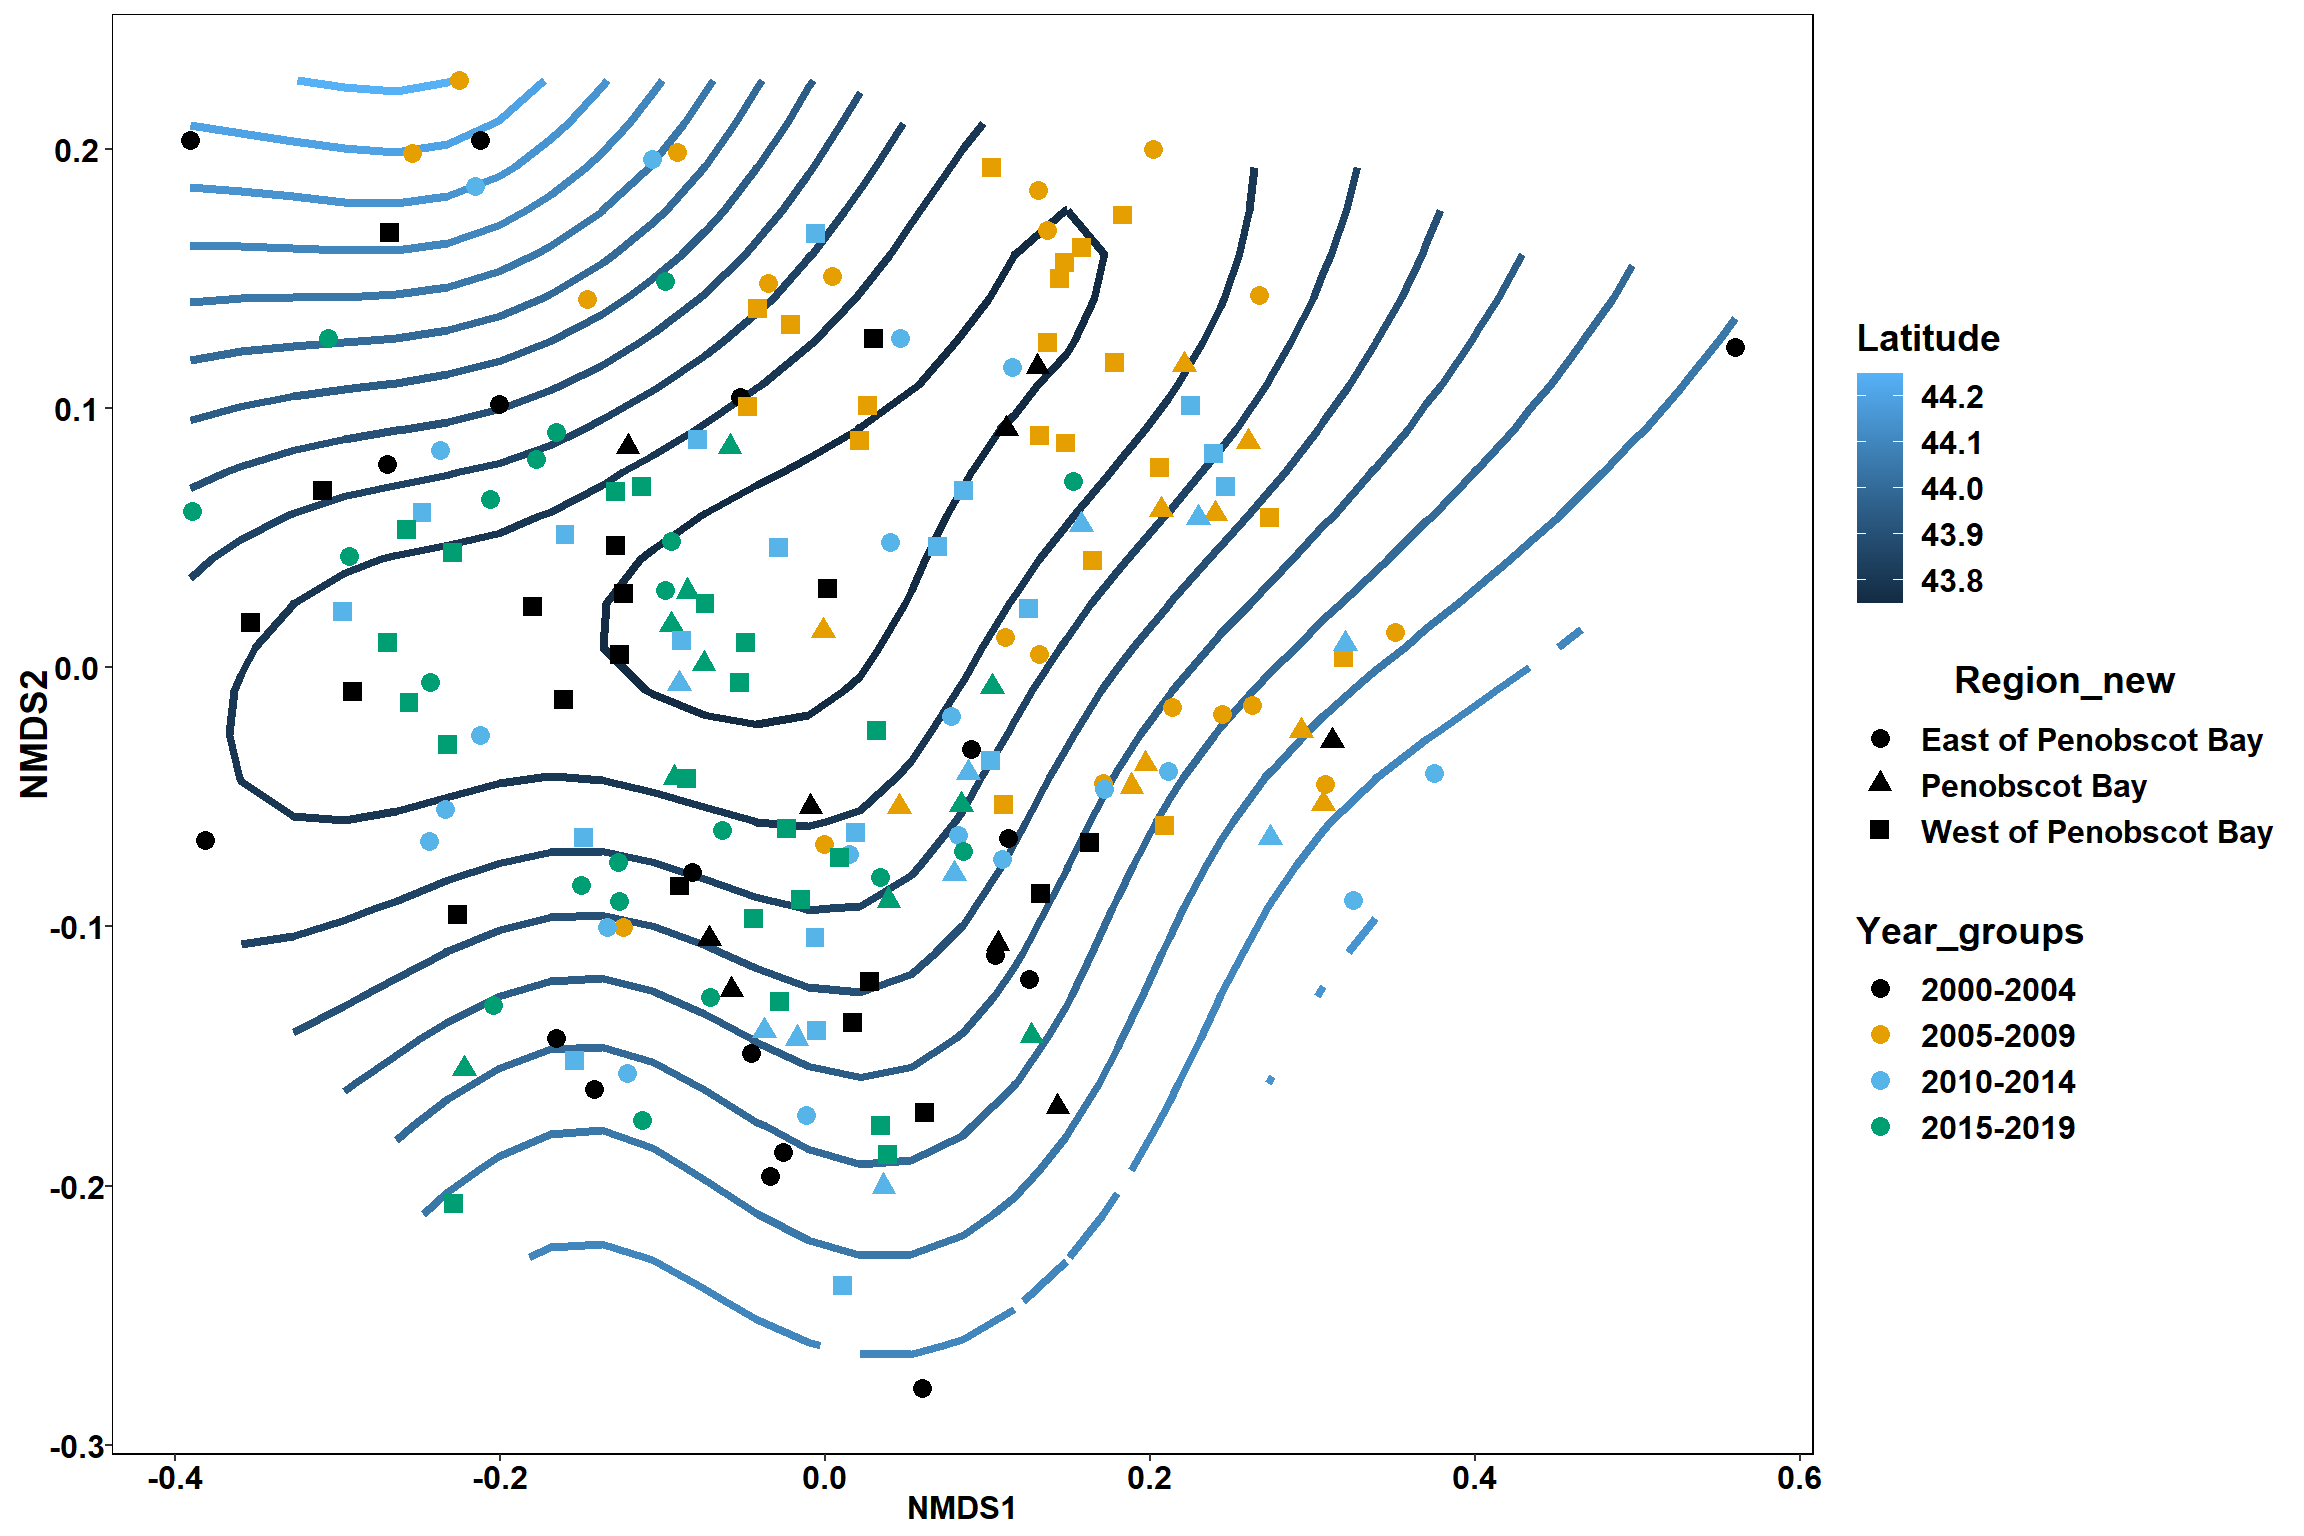 0.2
0.1
0.0
-0.1
-0.2
-0.3
NMDS2
-0.4
-0.2
0.0
0.2
0.4
0.6
NMDS1
Latitude
44.2
44.1
44.0
43.9
43.8
Region_new
East of Penobscot Bay
Penobscot Bay
West of Penobscot Bay
Year_groups
2000-2004
2005-2009
2010-2014
2015-2019